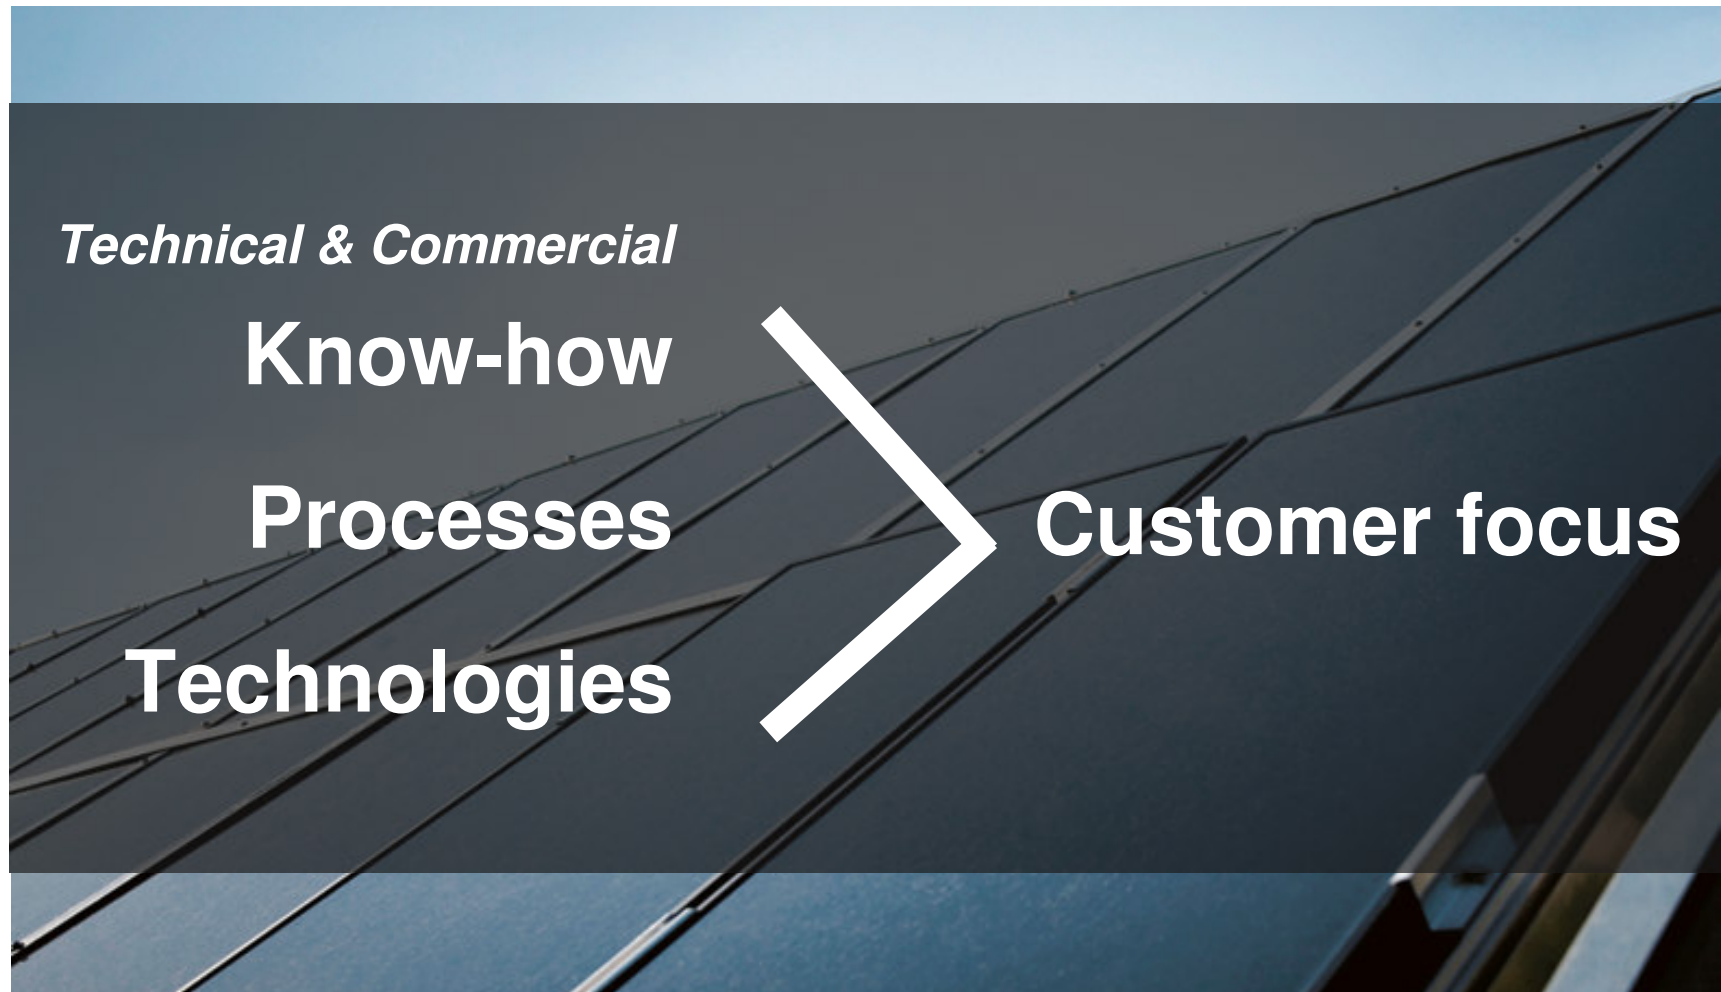 Technical & Commercial
Know-how
Processes
Technologies
Customer focus